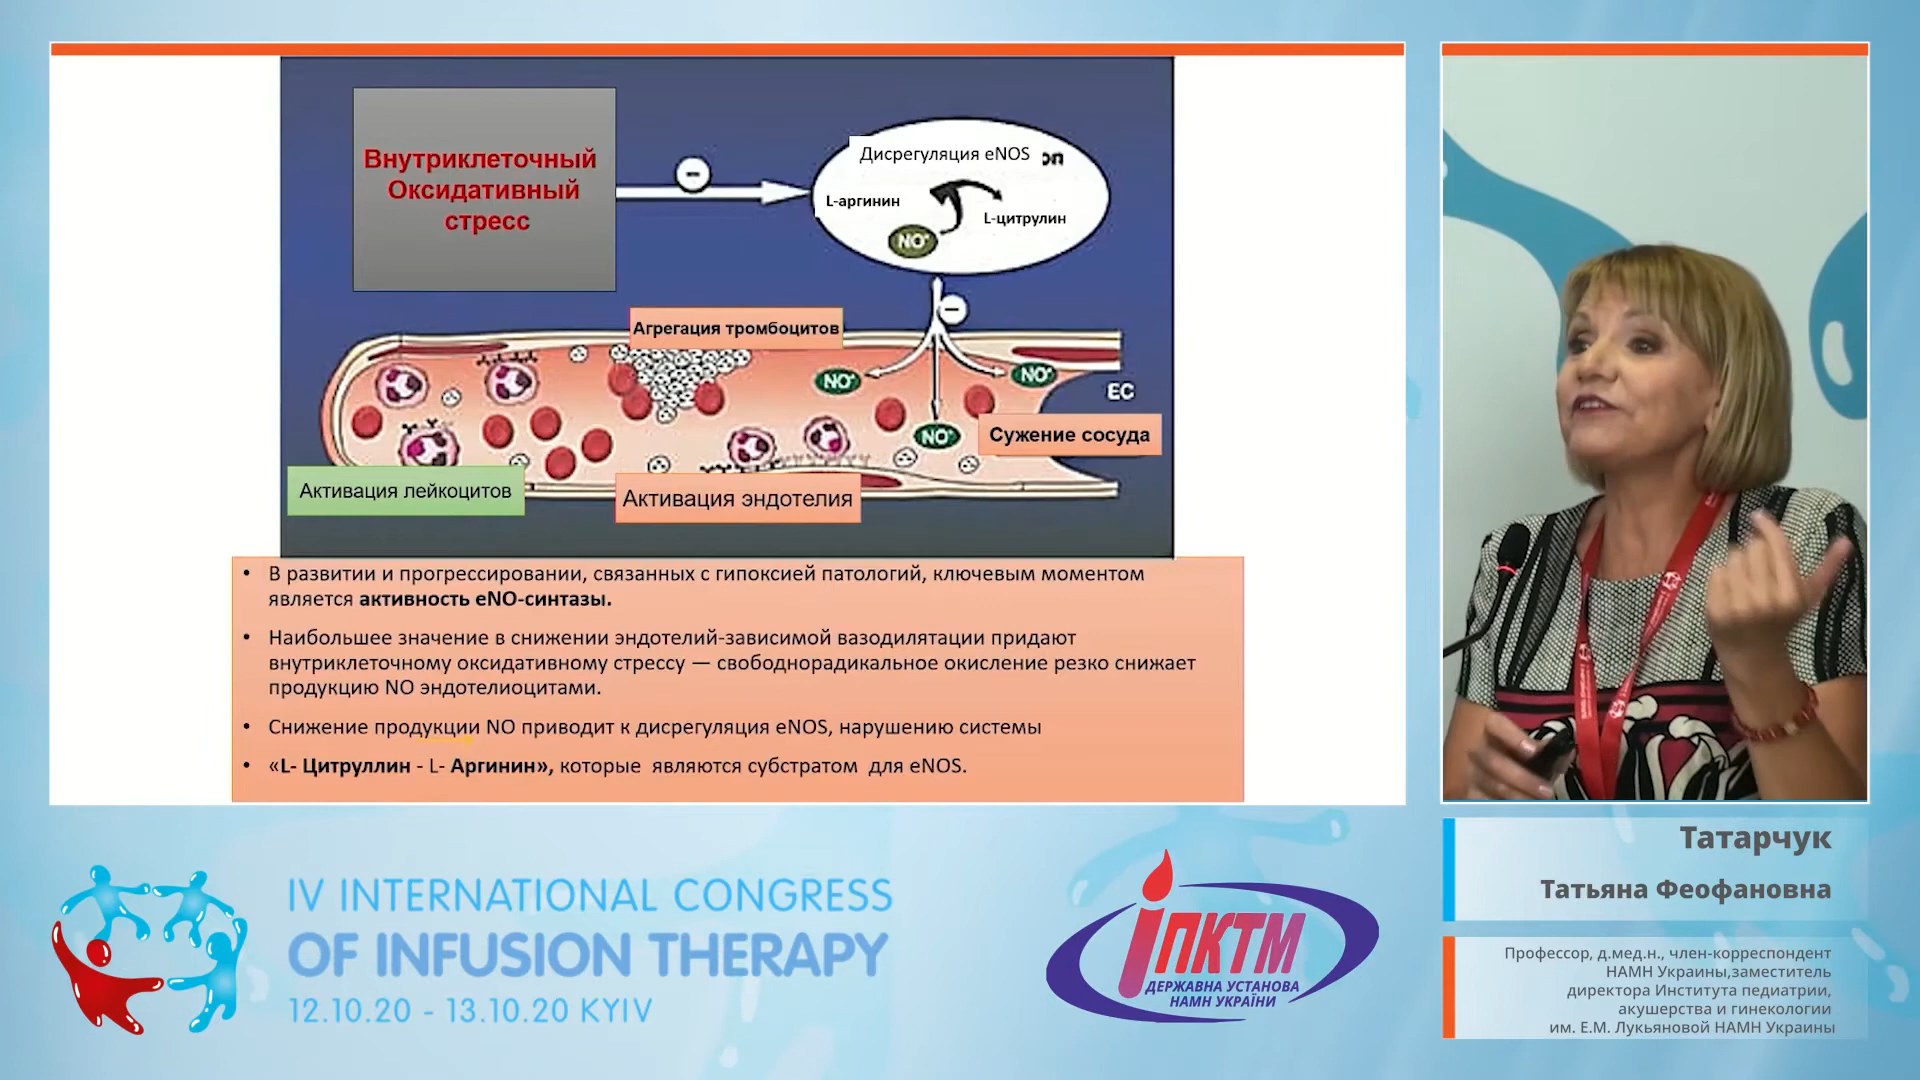 Внутриклеточный
Оксидативный
стресс
Дисрегуляция eNOS
on
L-аргинин
L-цитрулин
NO•
Агрегация тромбоцитов
NO•
NO•
EC
NO•
Сужение сосуда
Активация лейкоцитов
Активация эндотелия
• В развитии и прогрессировании, связанных с гипоксией патологий, ключевым моментом
является активность eNO-синтазы.
• Наибольшее значение в снижении эндотелий-зависимой вазодилятации придают
внутриклеточному оксидативному стрессу — свободнорадикальное окисление резко снижает
продукцию NO эндотелиоцитами.
• Снижение продукции NO приводит к дисрегуляция eNOS, нарушению системы
• «L- Цитруллин - L- Аргинин», которые являются субстратом для eNOS.
IV INTERNATIONAL CONGRESS
OF INFUSION THERAPY
12.10.20 - 13.10.20 KYIV
іПКТМ
ДЕРЖАВНА УСТАНОВА
НАМН УКРАЇНИ
Татарчук
Татьяна Феофановна
Профессор, д.мед.н., член-корреспондент
НАМН Украины,заместитель
директора Института педиатрии,
акушерства и гинекологии
им. Е.М. Лукьяновой НАМН Украины